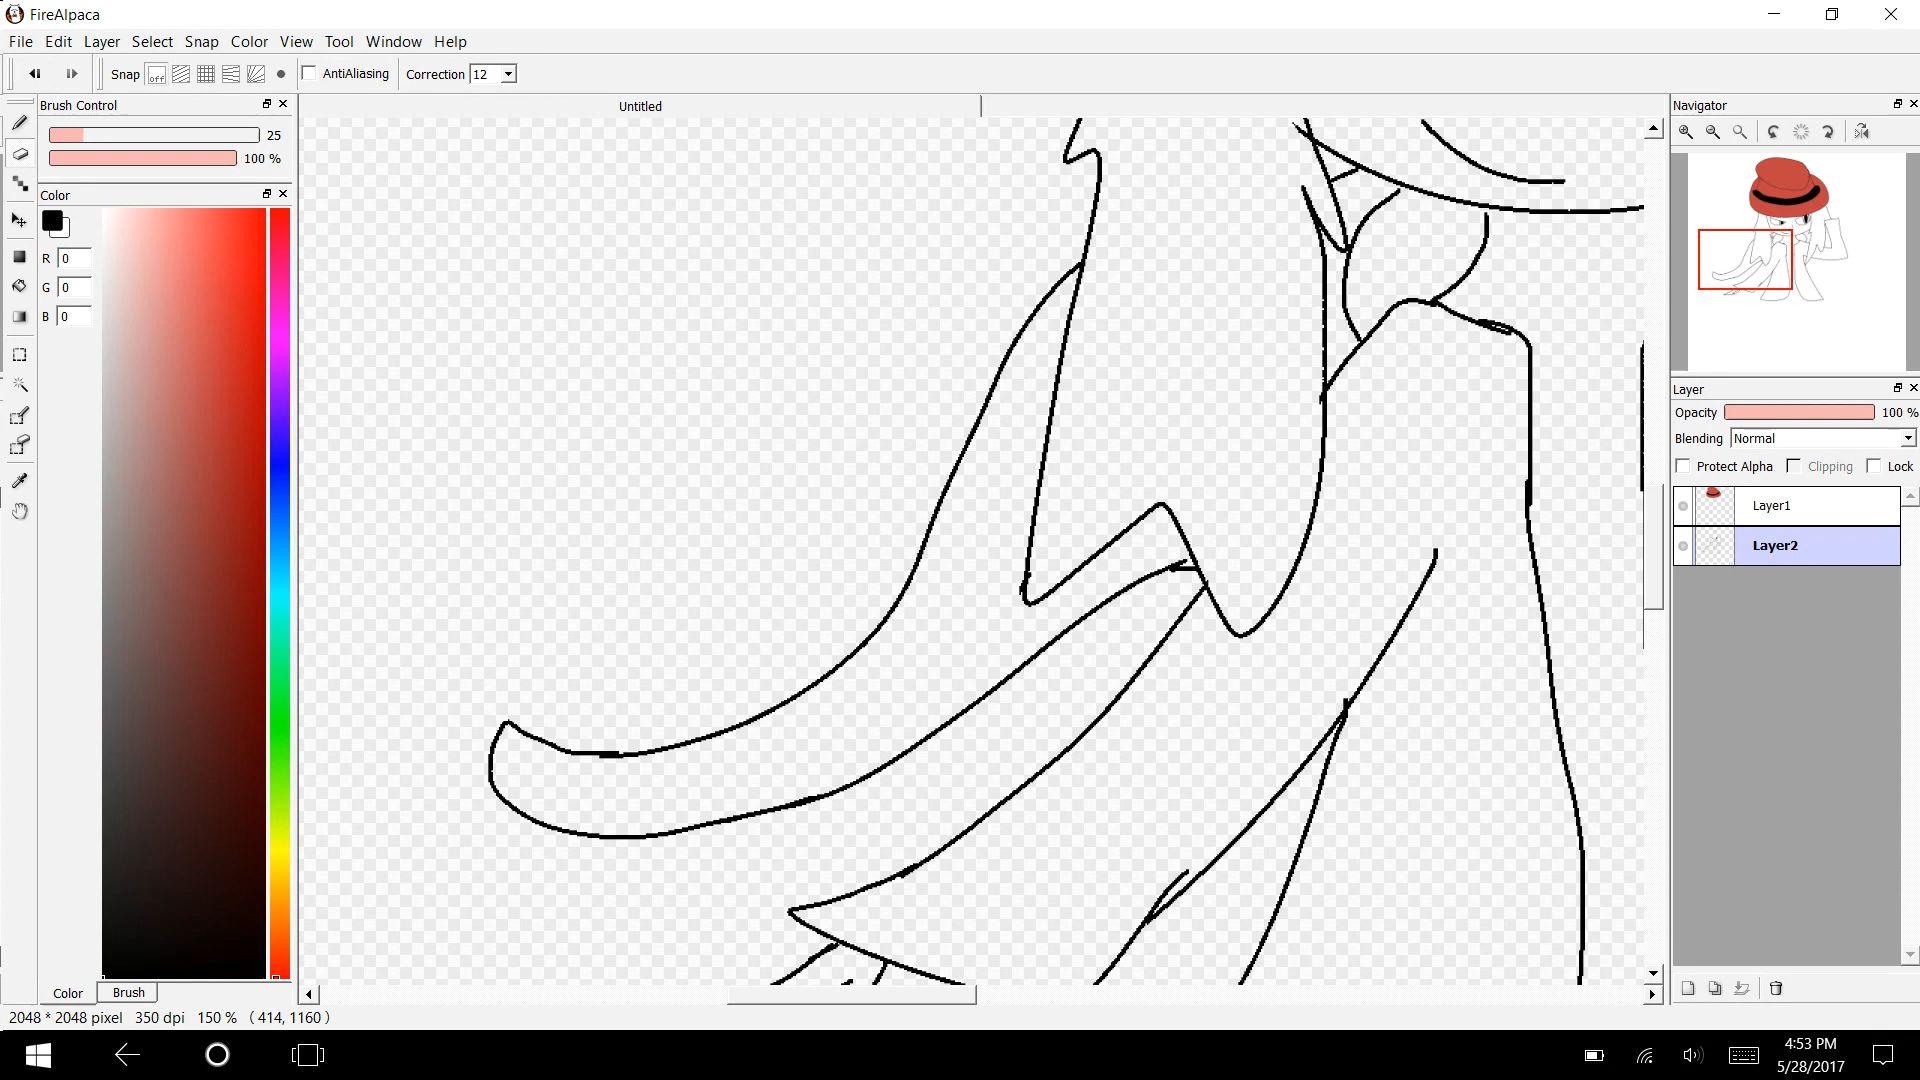 FireAlpaca
File Edit Layer Select Snap Color View Tool Window Help
Snap off AntiAliasing Correction 12
Brush Control
Untitled
Navigator
25
100 %
Color
R 0
G 0
B 0
Layer
Opacity 100 %
Blending Normal
Protect Alpha Clipping Lock
Layer1
Layer2
Color Brush
2048 * 2048 pixel 350 dpi 150 % ( 414, 1160 )
4:53 PM
5/28/2017